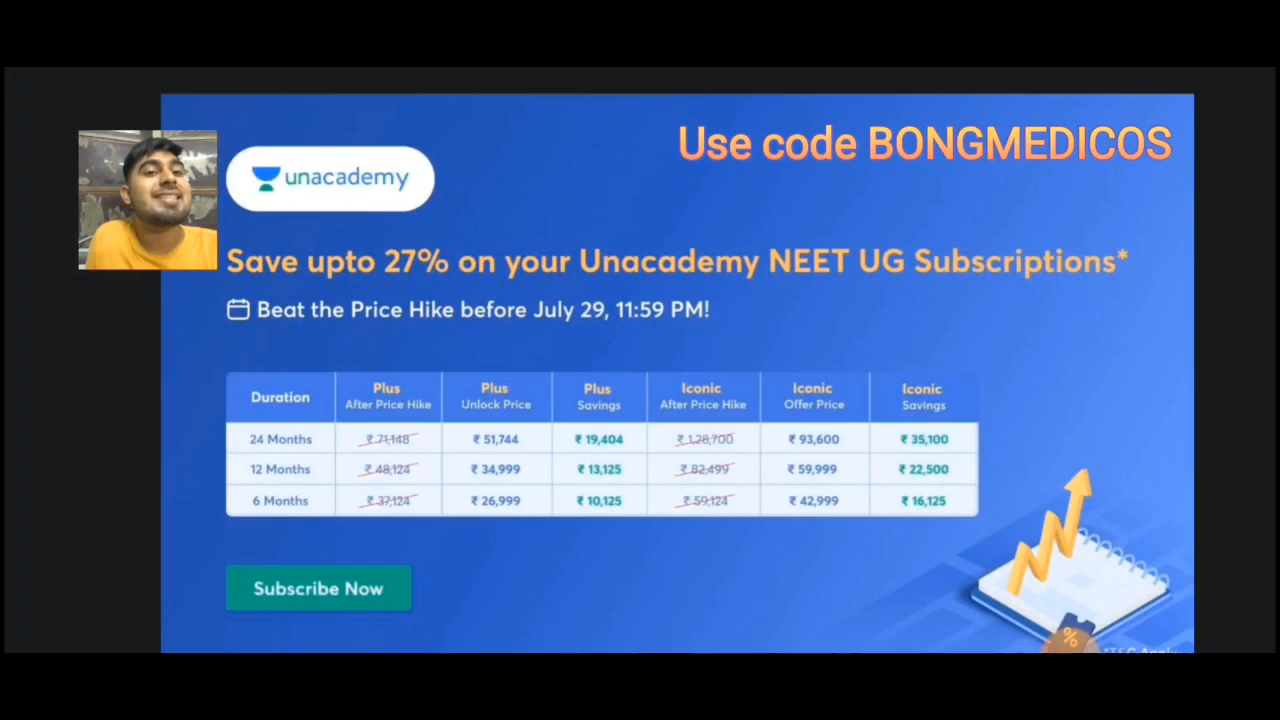 Use code BONGMEDICOS
unacademy
Save upto 27% on your Unacademy NEET UG Subscriptions*
Beat the Price Hike before July 29, 11:59 PM!
Duration Plus After Price Hike Plus Unlock Price Plus Savings Iconic After Price Hike Iconic Offer Price Iconic Savings
24 Months ₹ 71,148 ₹ 51,744 ₹ 19,404 ₹ 1,28,700 ₹ 93,600 ₹ 35,100
12 Months ₹ 48,124 ₹ 34,999 ₹ 13,125 ₹ 82,499 ₹ 59,999 ₹ 22,500
6 Months ₹ 37,124 ₹ 26,999 ₹ 10,125 ₹ 59,124 ₹ 42,999 ₹ 16,125
Subscribe Now
%